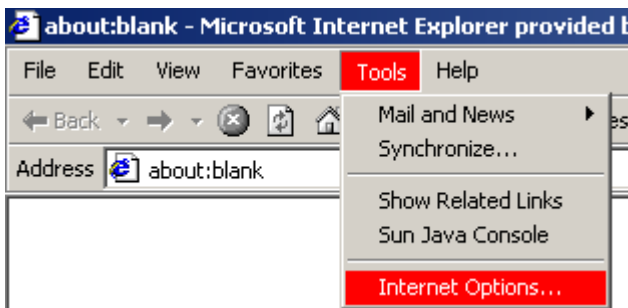 about:blank - Microsoft Internet Explorer provided
File Edit View Favorites Tools Help
Back
Address about:blank
Mail and News
Synchronize...
Show Related Links
Sun Java Console
Internet Options...